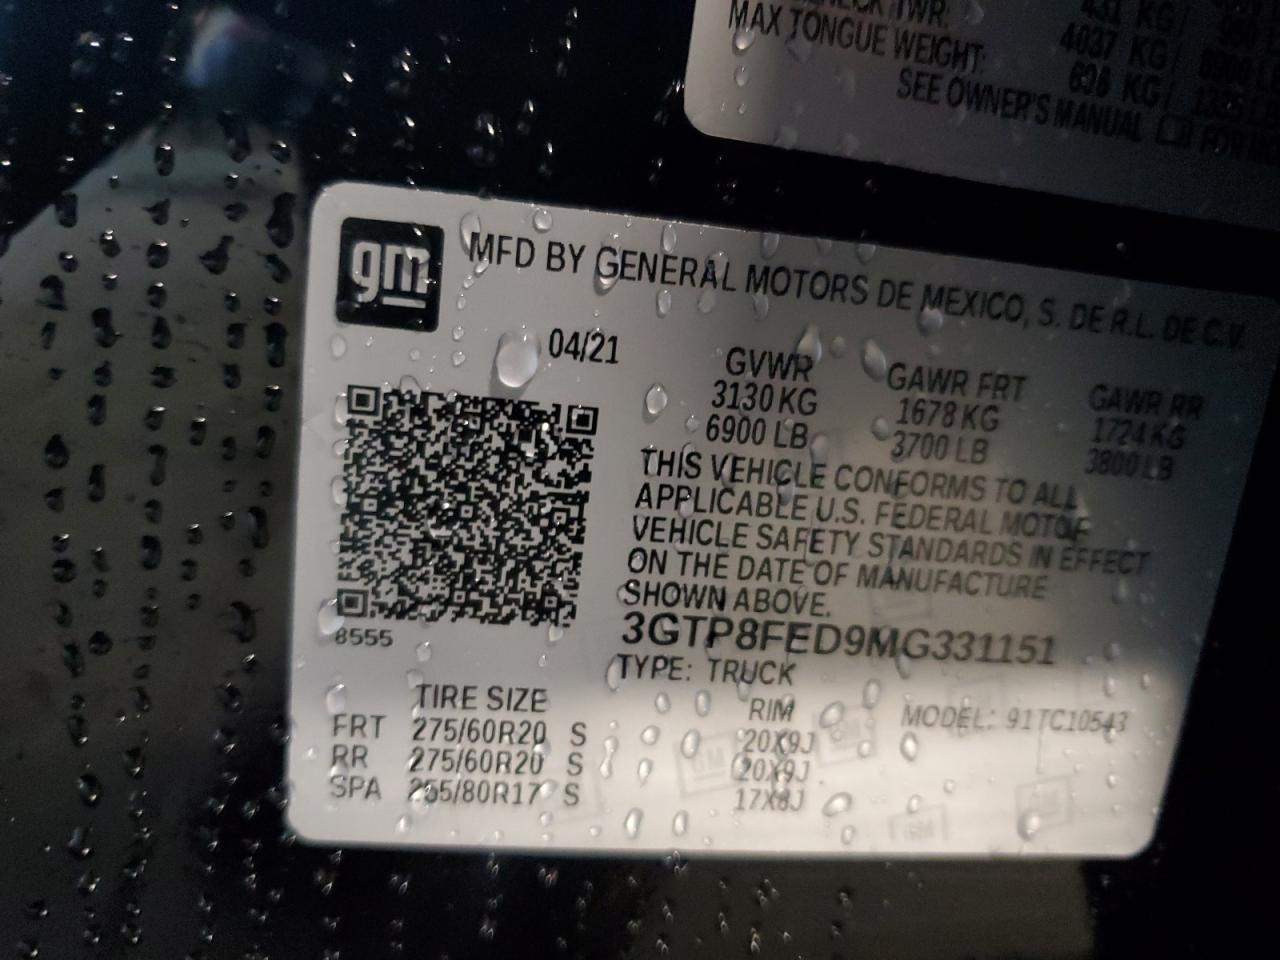 MAX TONGUE WEIGHT:
4037 KG/
SEE OWNER'S MANUAL
gm
MFD BY GENERAL MOTORS DE MEXICO, S. DE R.L. DE C.V.
04/21
GVWR GAWR FRT GAWR RR
3130 KG 1678 KG 1724 KG
6900 LB 3700 LB 3800 LB
THIS VEHICLE CONFORMS TO ALL
APPLICABLE U.S. FEDERAL MOTOR
VEHICLE SAFETY STANDARDS IN EFFECT
ON THE DATE OF MANUFACTURE
SHOWN ABOVE.
3GTP8FED9MG331151
8555
TYPE: TRUCK
TIRE SIZE RIM MODEL: 91TC10543
FRT 275/60R20 S 20X9J
RR 275/60R20 S 20X9J
SPA 255/80R17 S 17X8J